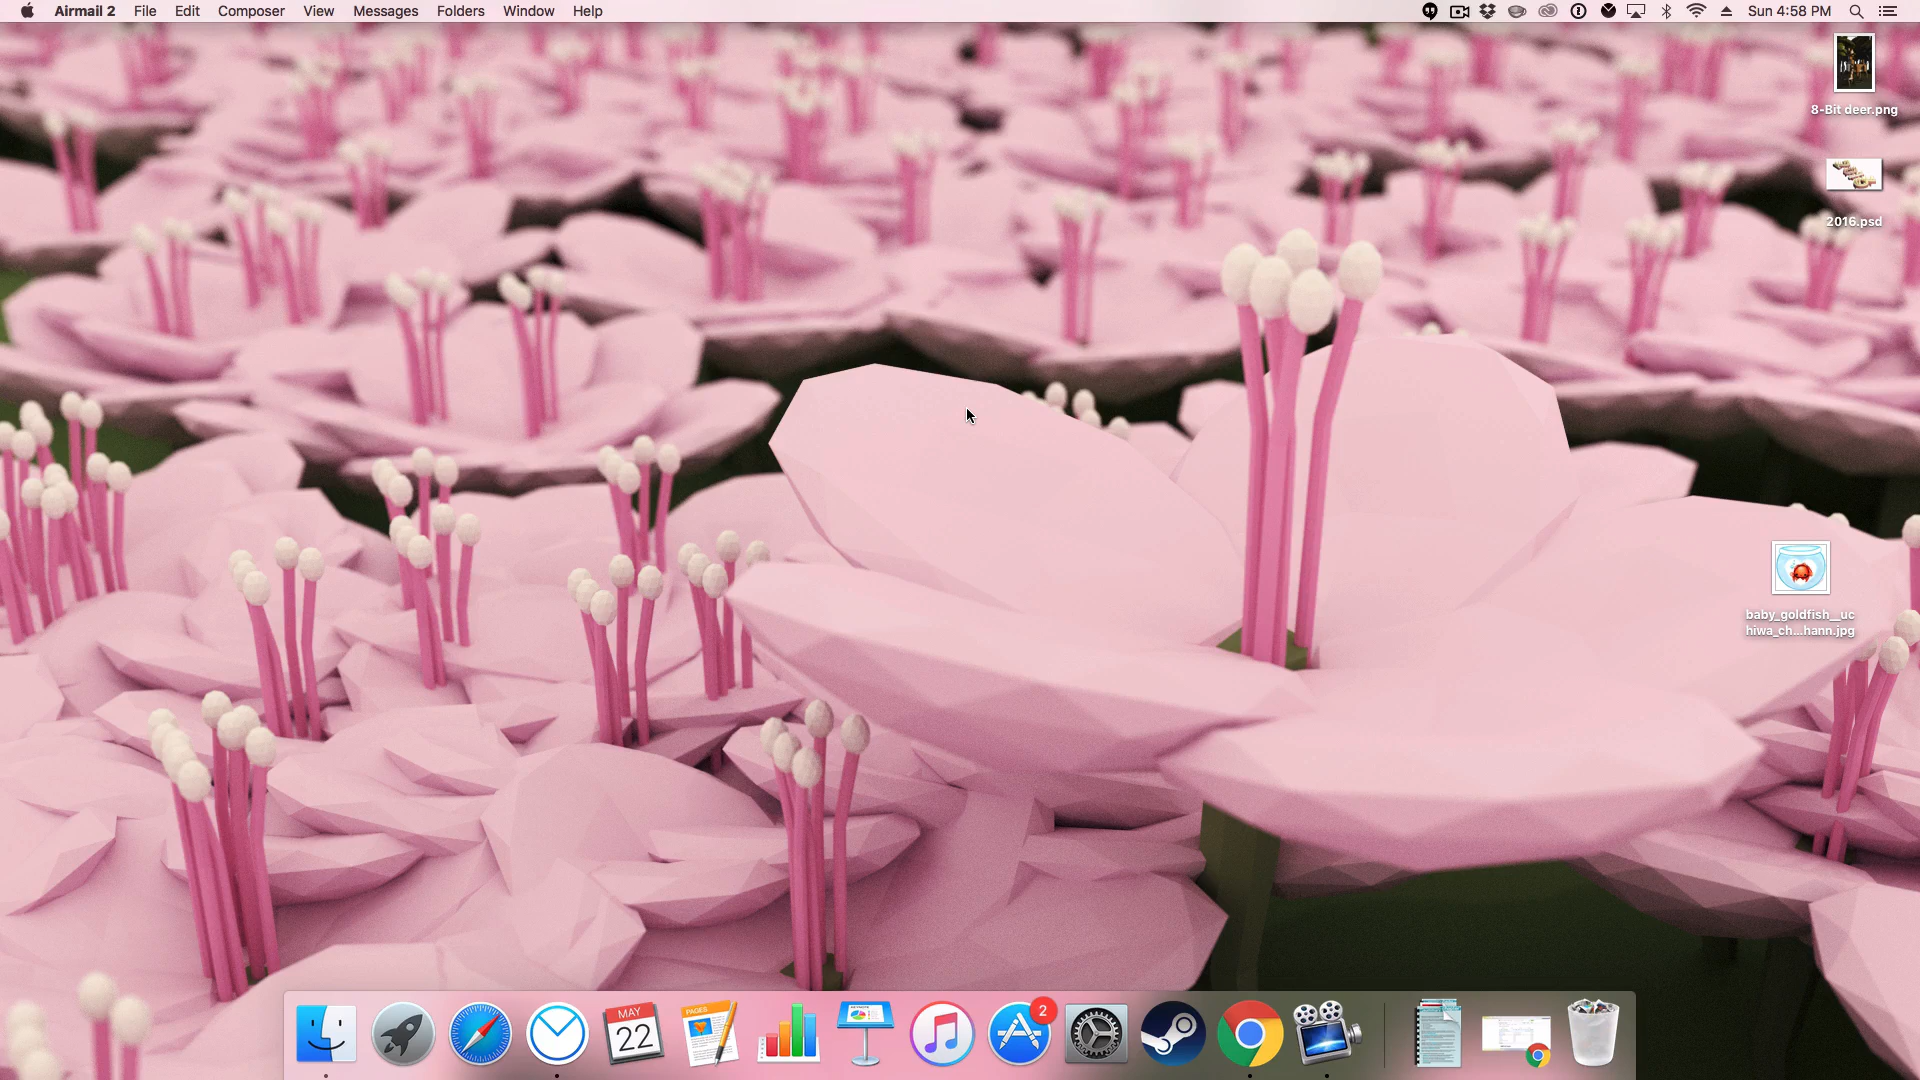 Airmail 2 File Edit Composer View Messages Folders Window Help Sun 4:58 PM
8-Bit deer.png
2016.psd
baby_goldfish__uc
hiwa_ch...hann.jpg
MAY
22
PAGES
2